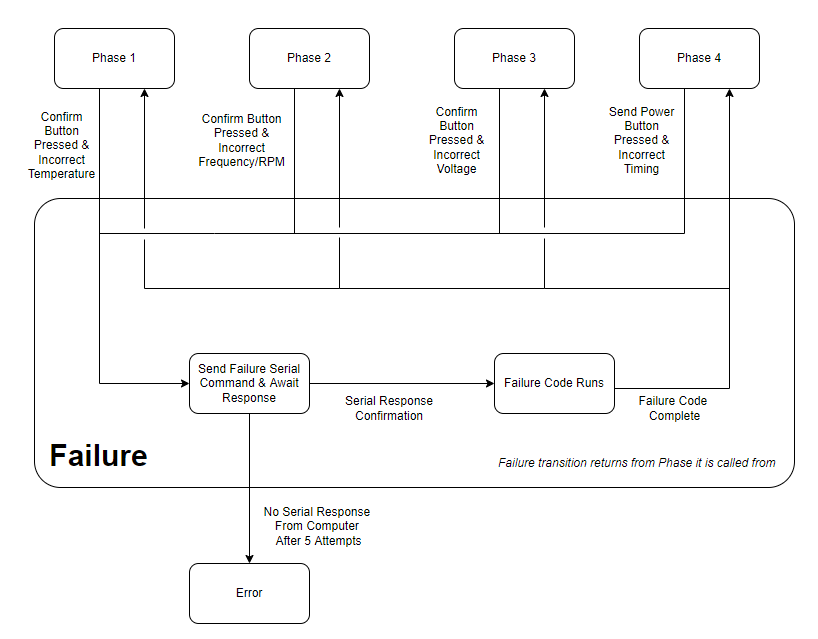 Phase 1
Phase 2
Phase 3
Phase 4
Confirm
Button
Pressed &
Incorrect
Temperature
Confirm Button
Pressed &
Incorrect
Frequency/RPM
Confirm
Button
Pressed &
Incorrect
Voltage
Send Power
Button
Pressed &
Incorrect
Timing
Send Failure Serial
Command & Await
Response
Serial Response
Confirmation
Failure Code Runs
Failure Code
Complete
Failure
Failure transition returns from Phase it is called from
No Serial Response
From Computer
After 5 Attempts
Error